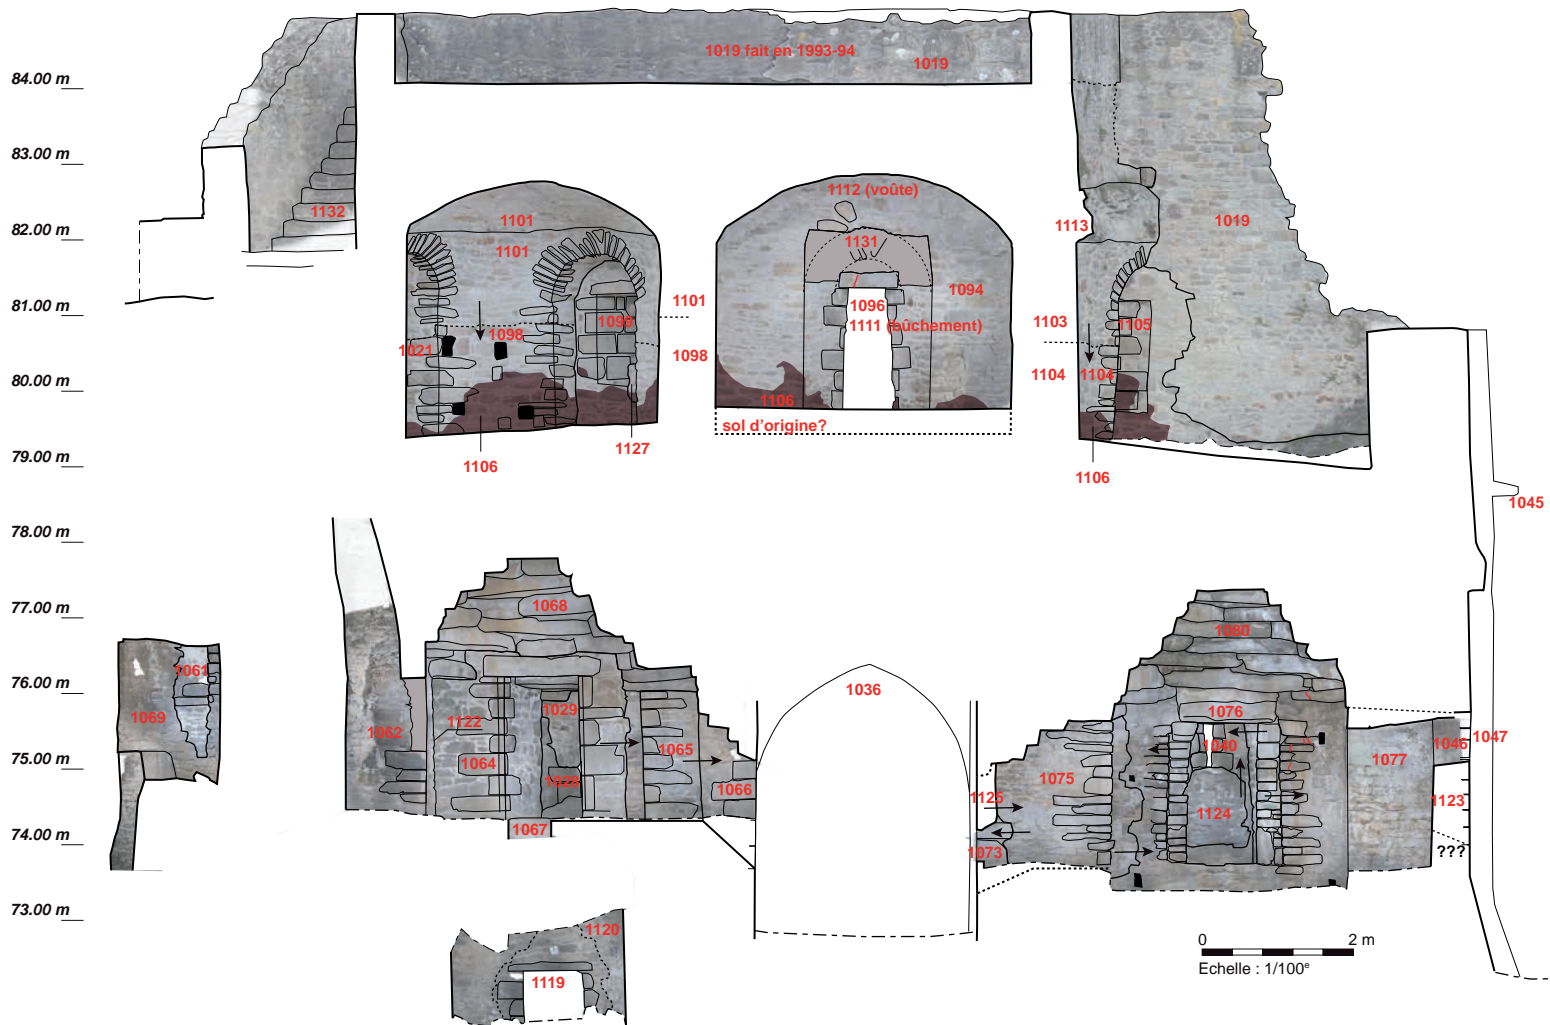 1019 fait en 1993-94
1019
84.00 m
83.00 m
82.00 m
81.00 m
80.00 m
79.00 m
78.00 m
77.00 m
76.00 m
75.00 m
74.00 m
73.00 m
1132
1101
1101
1098
1021
1099
1101
1098
1106
1127
1112 (voûte)
1131
1094
1096
1111 (bûchement)
1106
sol d'origine?
1113
1019
1103
1105
1104
1104
1106
1045
1061
1069
1068
1062
1122
1029
1064
1028
1065
1066
1067
1036
1080
1076
1040
1075
1125
1124
1073
1077
1046
1047
1123
???
1120
1119
0
2 m
Echelle : 1/100e